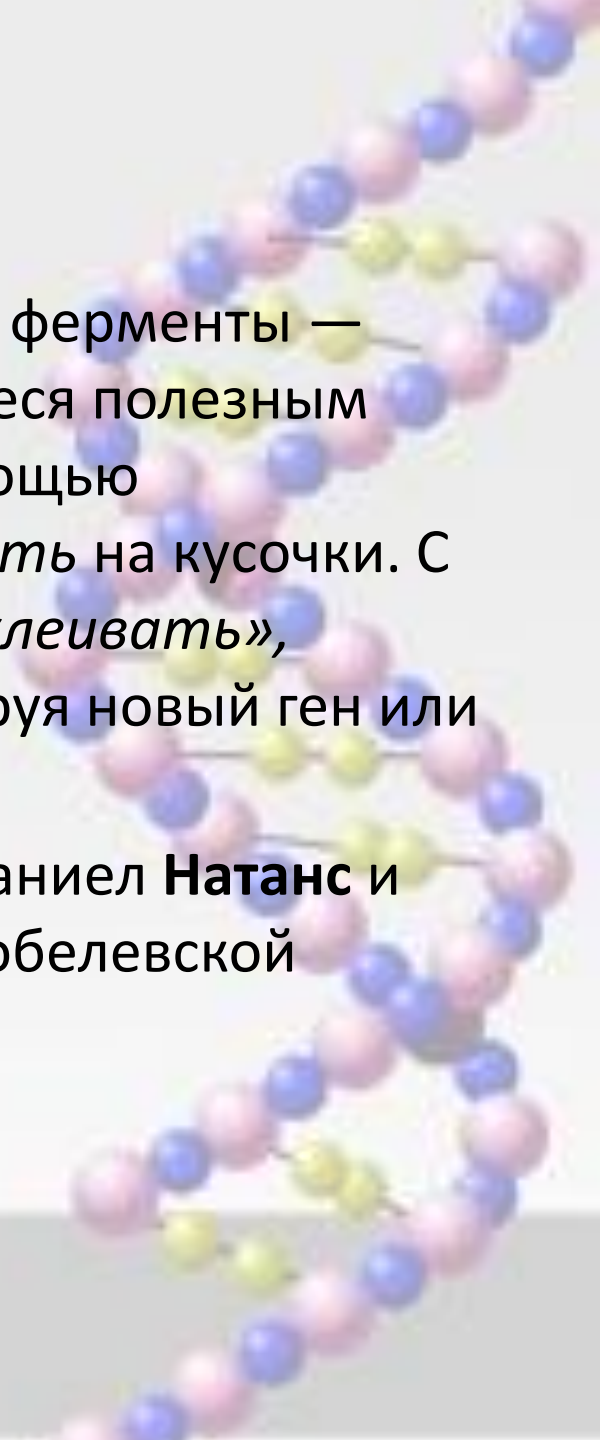 ферменты —
еся полезным
ощью
ть на кусочки. С
леивать»,
руя новый ген или
аниел Натанс и
обелевской